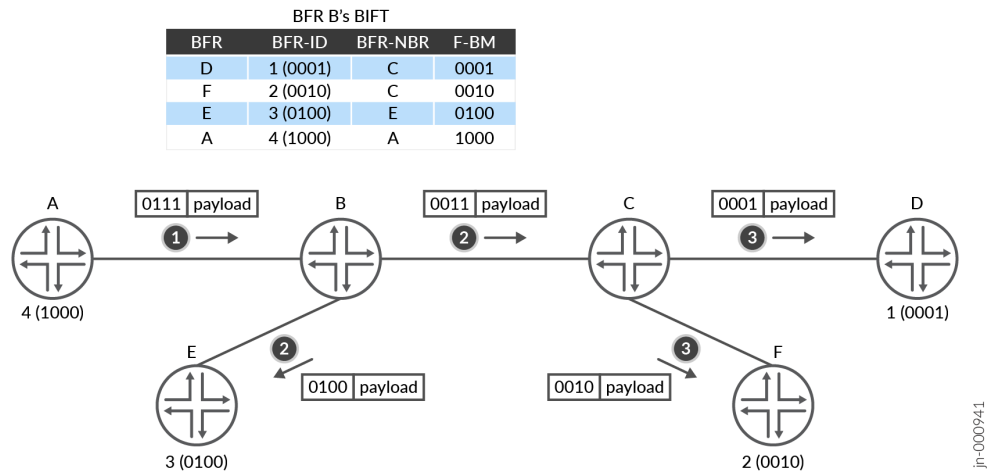 BFR B's BIFT
BFR BFR-ID BFR-NBR F-BM
D 1 (0001) C 0001
F 2 (0010) C 0010
E 3 (0100) E 0100
A 4 (1000) A 1000
A 0111 payload B 0011 payload C 0001 payload D
1 2 3
4 (1000) 1 (0001)
E 2 3 F
0100 payload 0010 payload
3 (0100) 2 (0010)
jn-000941